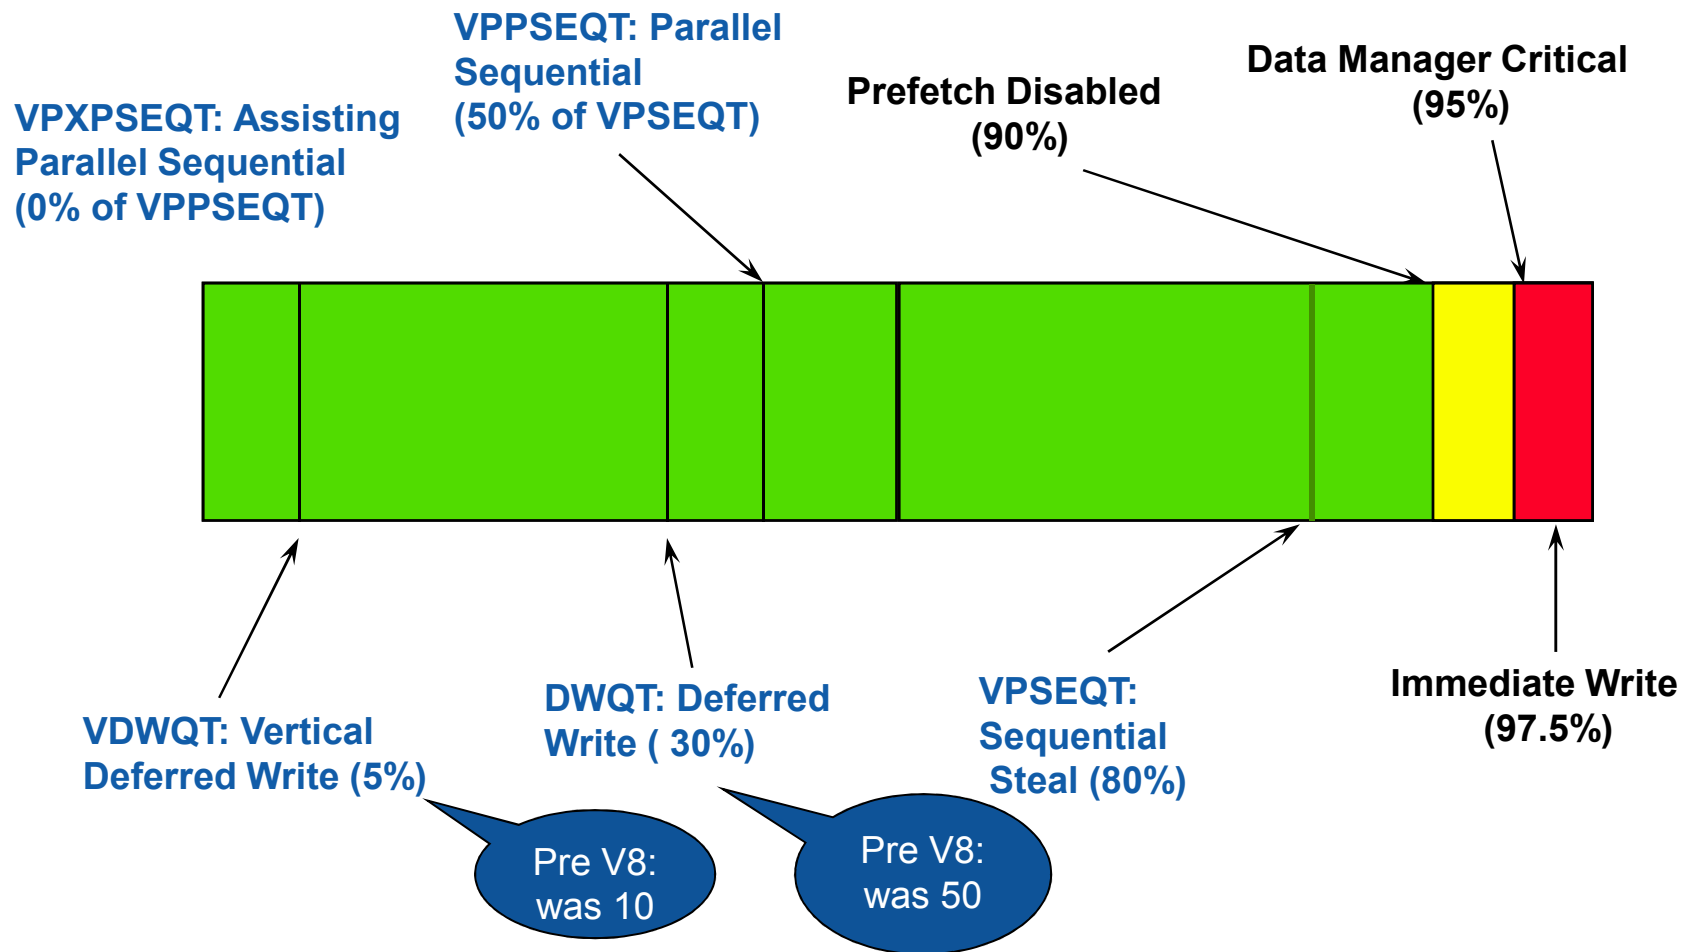 VPPSEQT: Parallel
Sequential
(50% of VPSEQT)
Data Manager Critical
(95%)
Prefetch Disabled
(90%)
VPXPSEQT: Assisting
Parallel Sequential
(0% of VPPSEQT)
VDWQT: Vertical
Deferred Write (5%)
DWQT: Deferred
Write ( 30%)
VPSEQT:
Sequential
Steal (80%)
Immediate Write
(97.5%)
Pre V8:
was 10
Pre V8:
was 50